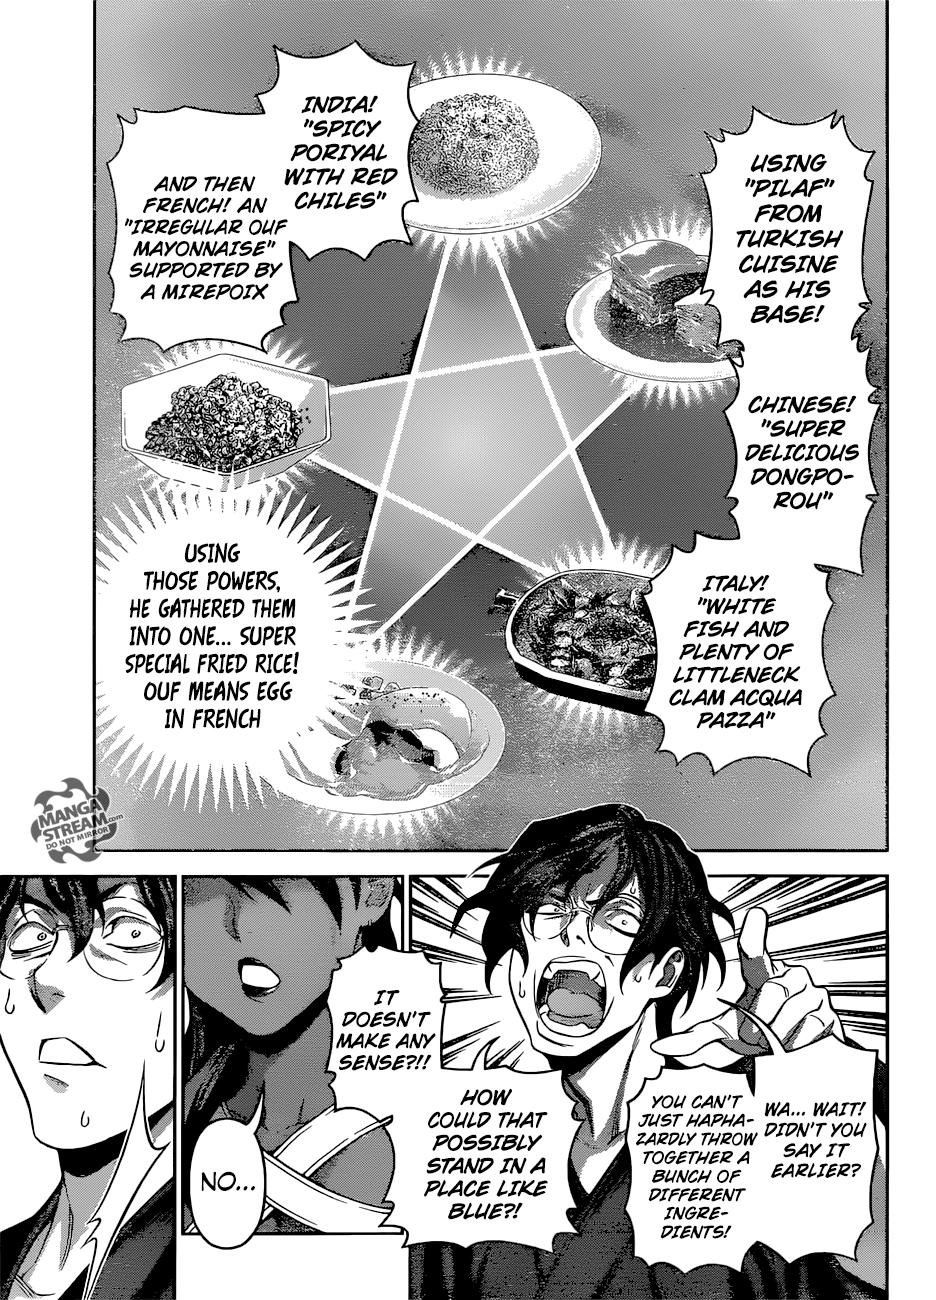 USING
"PILAF"
FROM
TURKISH
CUISINE
AS HIS
BASE!
CHINESE!
"SUPER
DELICIOUS
DONGPO-
ROU"
ITALY!
"WHITE
FISH AND
PLENTY OF
LITTLENECK
CLAM ACQUA
PAZZA"
INDIA!
"SPICY
PORIYAL
WITH RED
CHILES"
AND THEN
FRENCH! AN
"IRREGULAR OUF
MAYONNAISE"
SUPPORTED BY
A MIREPOIX
USING
THOSE POWERS,
HE GATHERED THEM
INTO ONE... SUPER
SPECIAL FRIED RICE!
OUF MEANS EGG
IN FRENCH
MANGA
STREAM.com
DO NOT MIRROR
WA... WAIT!
DIDN'T YOU
SAY IT
EARLIER?
YOU CAN'T
JUST HAPHA-
ZARDLY THROW
TOGETHER A
BUNCH OF
DIFFERENT
INGRE-
DIENTS!
HOW
COULD THAT
POSSIBLY
STAND IN A
PLACE LIKE
BLUE?!
IT
DOESN'T
MAKE ANY
SENSE?!!
NO...